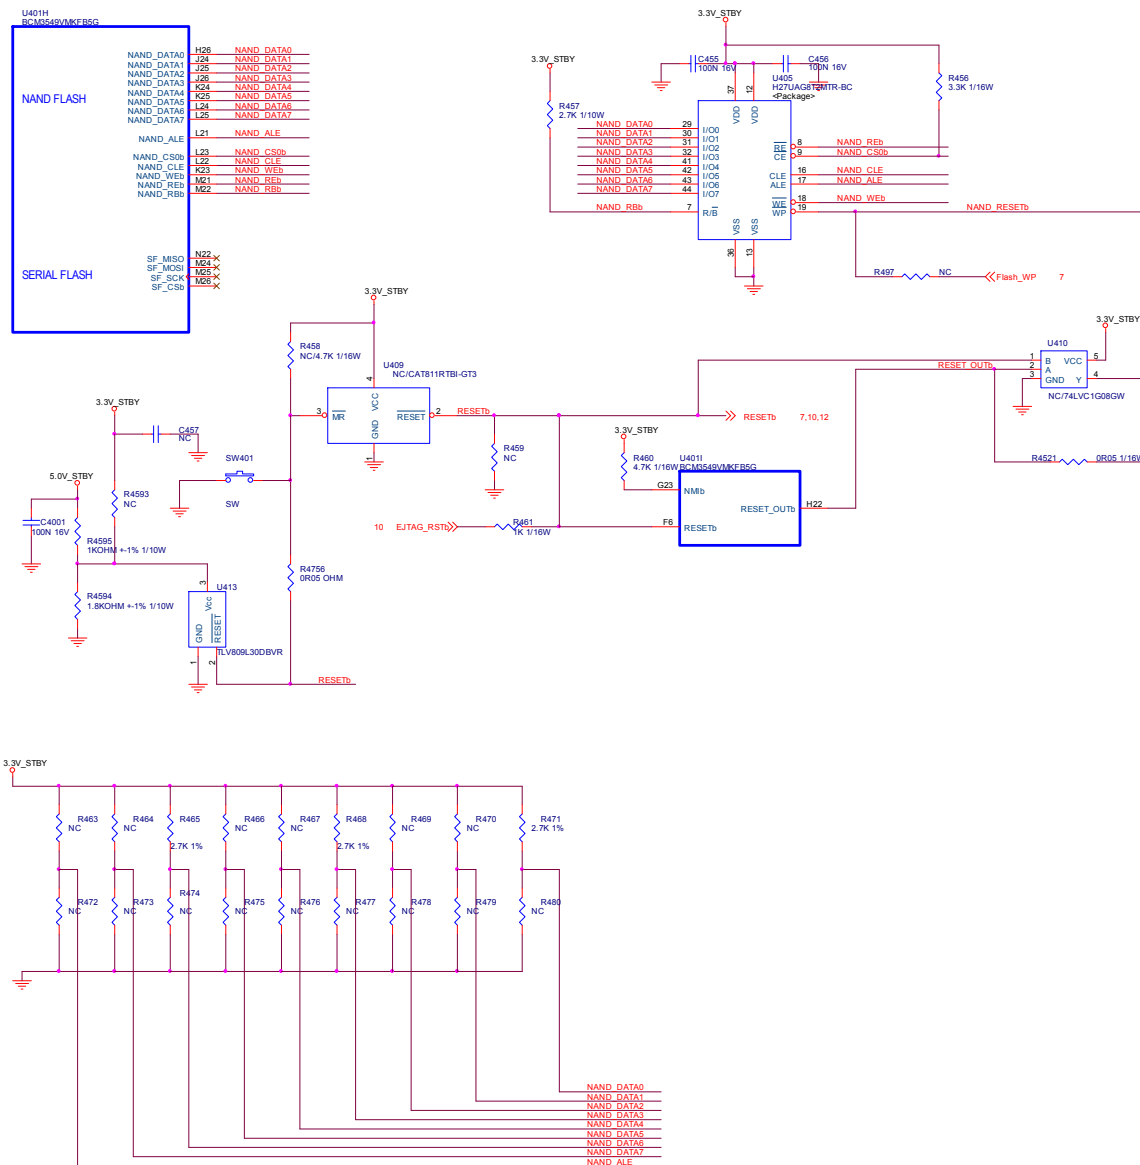 U401H
BCM3549VMKFB5G
NAND FLASH
SERIAL FLASH
NAND_DATA0 H26 NAND_DATA0
NAND_DATA1 J24 NAND_DATA1
NAND_DATA2 J25 NAND_DATA2
NAND_DATA3 J26 NAND_DATA3
NAND_DATA4 K24 NAND_DATA4
NAND_DATA5 K25 NAND_DATA5
NAND_DATA6 L24 NAND_DATA6
NAND_DATA7 L25 NAND_DATA7
NAND_ALE L21 NAND_ALE
NAND_CS0b L23 NAND_CS0b
NAND_CLE L22 NAND_CLE
NAND_WEb K23 NAND_WEb
NAND_REb M21 NAND_REb
NAND_RBb M22 NAND_RBb
SF_MISO N22
SF_MOSI M24
SF_SCK M25
SF_CSb M26
3.3V_STBY
C455
100N 16V
C456
100N 16V
U405
H27UAG8T2MTR-BC
<Package>
R456
3.3K 1/16W
3.3V_STBY
R457
2.7K 1/10W
37 12
VDD VDD
NAND_DATA0 29 I/O0
NAND_DATA1 30 I/O1
NAND_DATA2 31 I/O2
NAND_DATA3 32 I/O3
NAND_DATA4 41 I/O4
NAND_DATA5 42 I/O5
NAND_DATA6 43 I/O6
NAND_DATA7 44 I/O7
NAND_RBb 7 R/B
RE 8 NAND_REb
CE 9 NAND_CS0b
CLE 16 NAND_CLE
ALE 17 NAND_ALE
WE 18 NAND_WEb
WP 19 NAND_RESETb
VSS VSS
36 13
R497 NC Flash_WP 7
3.3V_STBY
R458
NC/4.7K 1/16W
U409
NC/CAT811RTBI-GT3
4
VCC
3 MR
RESET 2 RESETb
GND
1
R459
NC
RESETb 7,10,12
3.3V_STBY
U410
1 B VCC 5
RESET_OUTb 2 A
3 GND Y 4
NC/74LVC1G08GW
R4521 0R05 1/16W
3.3V_STBY
R460
4.7K 1/16W
U401I
BCM3549VMKFB5G
G23 NMIb
RESET_OUTb H22
F6 RESETb
10 EJTAG_RSTb
R461
1K 1/16W
3.3V_STBY
C457
NC
SW401
SW
5.0V_STBY
R4593
NC
C4001
100N 16V
R4595
1KOHM +-1% 1/10W
R4594
1.8KOHM +-1% 1/10W
R4756
0R05 OHM
U413
3
Vcc
GND RESET
TLV809L30DBVR
1 2
RESETb
3.3V_STBY
R463
NC
R464
NC
R465
2.7K 1%
R466
NC
R467
NC
R468
2.7K 1%
R469
NC
R470
NC
R471
2.7K 1%
R472
NC
R473
NC
R474
NC
R475
NC
R476
NC
R477
NC
R478
NC
R479
NC
R480
NC
NAND_DATA0
NAND_DATA1
NAND_DATA2
NAND_DATA3
NAND_DATA4
NAND_DATA5
NAND_DATA6
NAND_DATA7
NAND_ALE